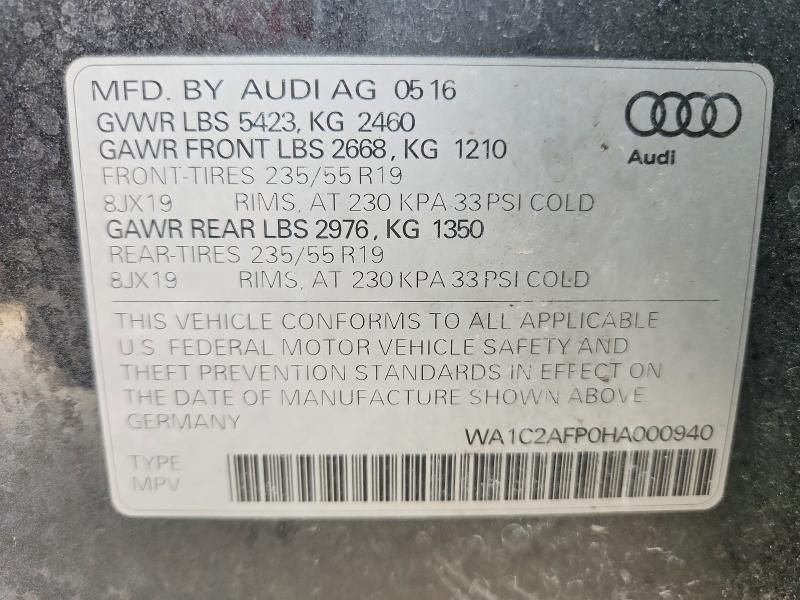 MFD. BY AUDI AG 05 16
GVWR LBS 5423, KG 2460
GAWR FRONT LBS 2668, KG 1210
FRONT-TIRES 235/55 R19
8JX19 RIMS, AT 230 KPA 33 PSI COLD
GAWR REAR LBS 2976, KG 1350
REAR-TIRES 235/55 R19
8JX19 RIMS, AT 230 KPA 33 PSI COLD
Audi
THIS VEHICLE CONFORMS TO ALL APPLICABLE
U.S. FEDERAL MOTOR VEHICLE SAFETY AND
THEFT PREVENTION STANDARDS IN EFFECT ON
THE DATE OF MANUFACTURE SHOWN ABOVE
GERMANY
WA1C2AFP0HA000940
TYPE
MPV